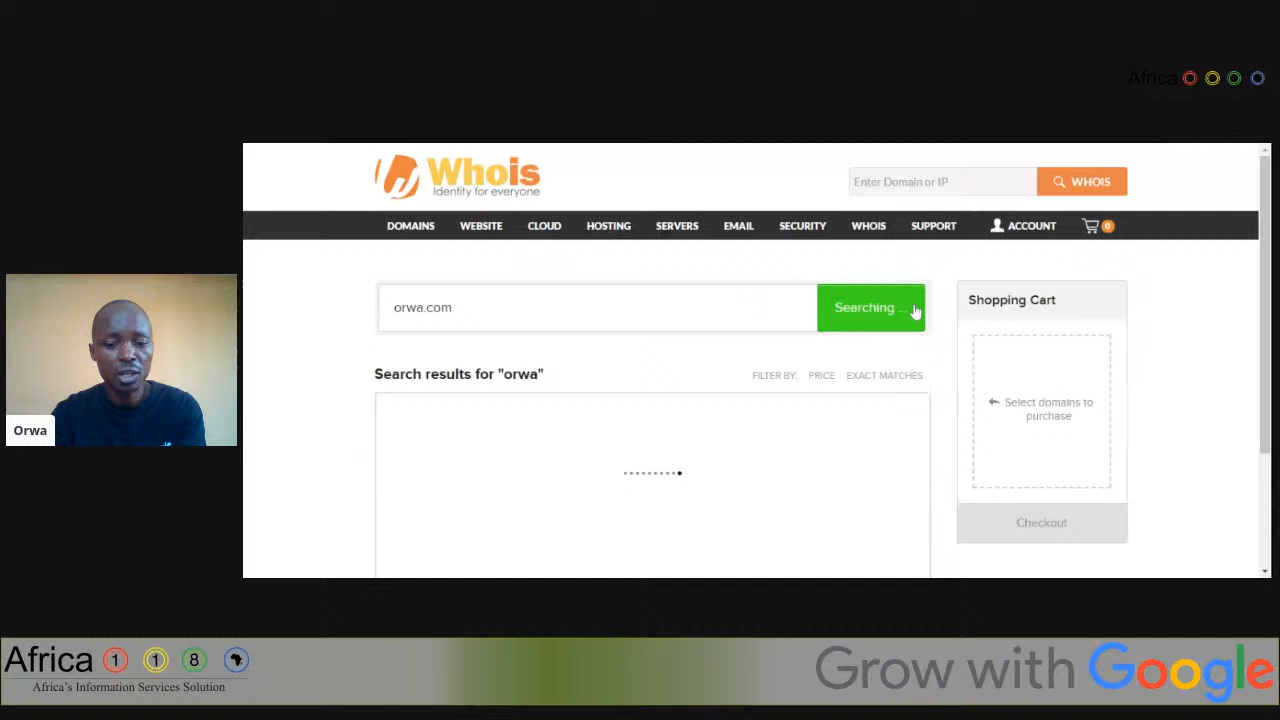 Africa
Whois
identity for everyone
Enter Domain or IP
WHOIS
DOMAINS WEBSITE CLOUD HOSTING SERVERS EMAIL SECURITY WHOIS SUPPORT ACCOUNT 0
orwa.com
Searching ...
Shopping Cart
Search results for "orwa"
FILTER BY: PRICE EXACT MATCHES
Select domains to
purchase
Checkout
Orwa
Africa 1 1 8
Africa's Information Services Solution
Grow with Google